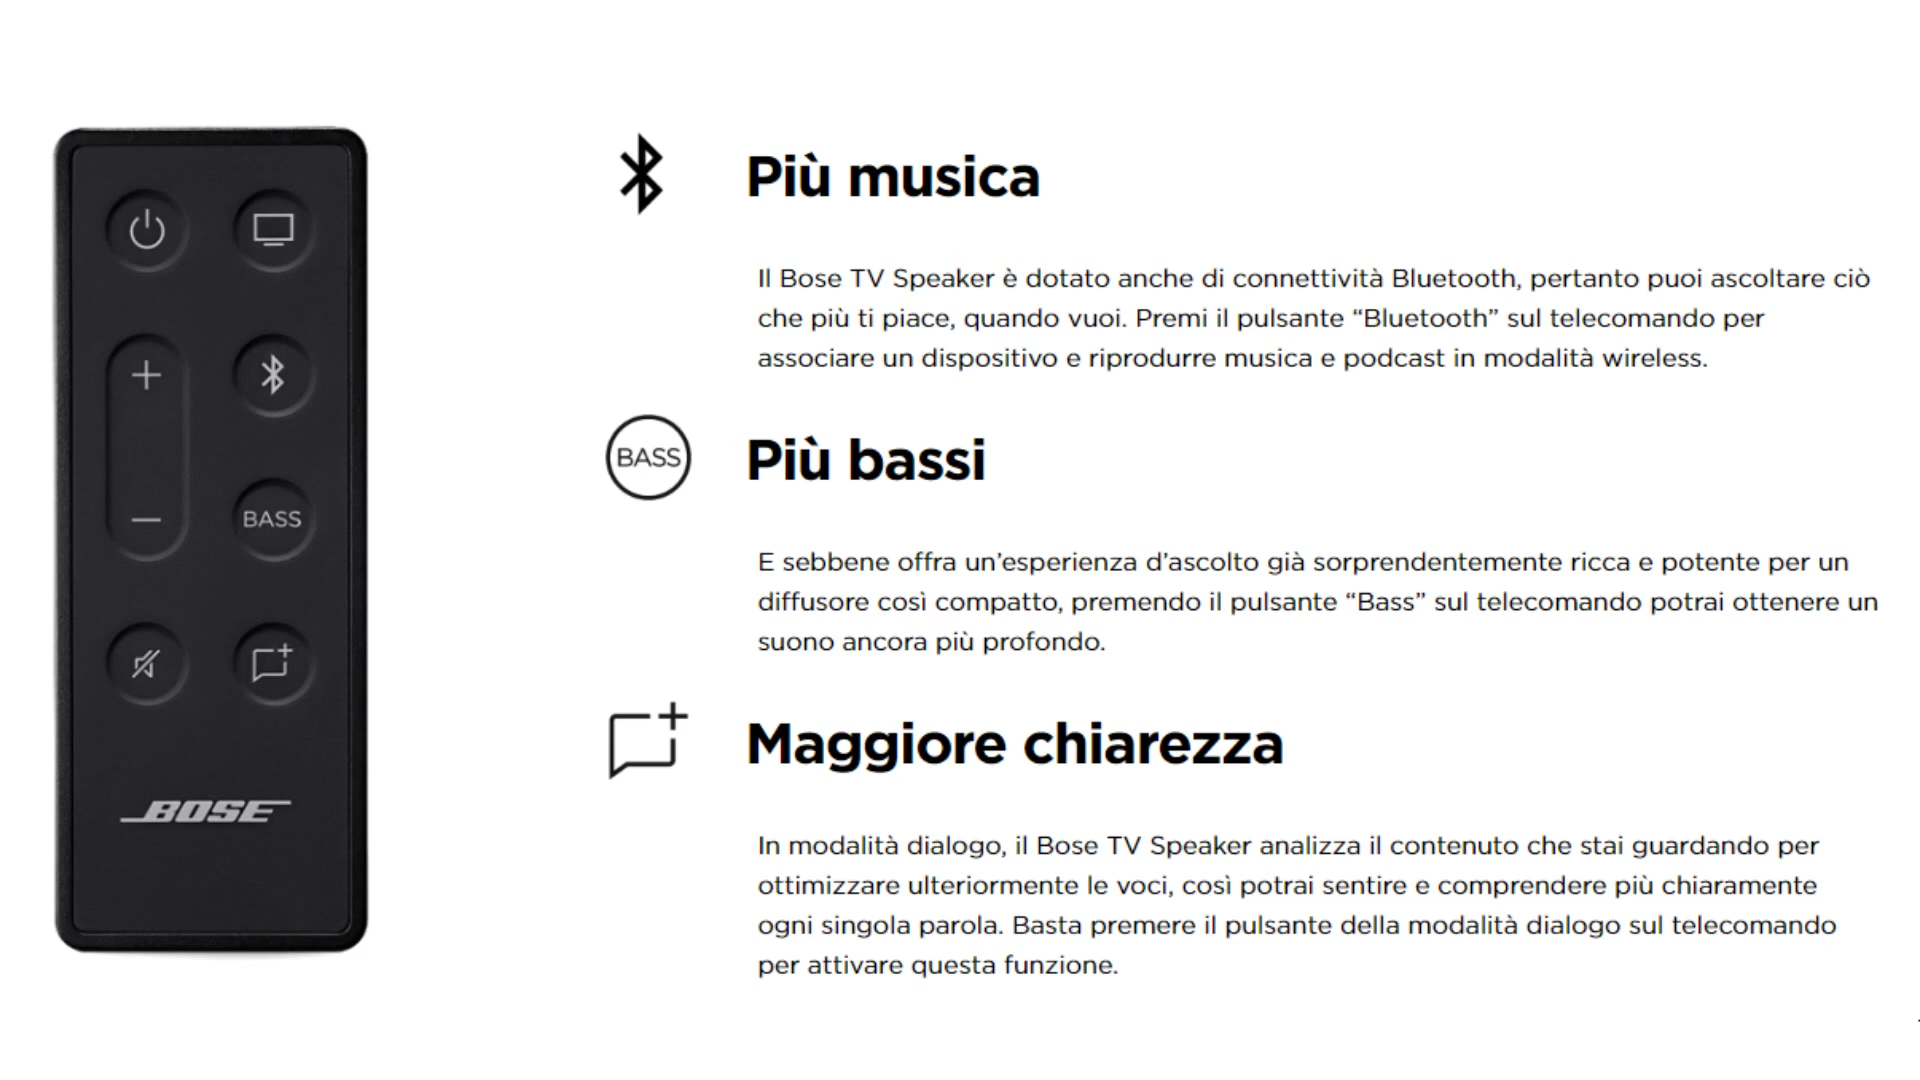 BASS
BOSE
Più musica
Il Bose TV Speaker è dotato anche di connettività Bluetooth, pertanto puoi ascoltare ciò
che più ti piace, quando vuoi. Premi il pulsante “Bluetooth” sul telecomando per
associare un dispositivo e riprodurre musica e podcast in modalità wireless.
BASS
Più bassi
E sebbene offra un’esperienza d’ascolto già sorprendentemente ricca e potente per un
diffusore così compatto, premendo il pulsante “Bass” sul telecomando potrai ottenere un
suono ancora più profondo.
Maggiore chiarezza
In modalità dialogo, il Bose TV Speaker analizza il contenuto che stai guardando per
ottimizzare ulteriormente le voci, così potrai sentire e comprendere più chiaramente
ogni singola parola. Basta premere il pulsante della modalità dialogo sul telecomando
per attivare questa funzione.